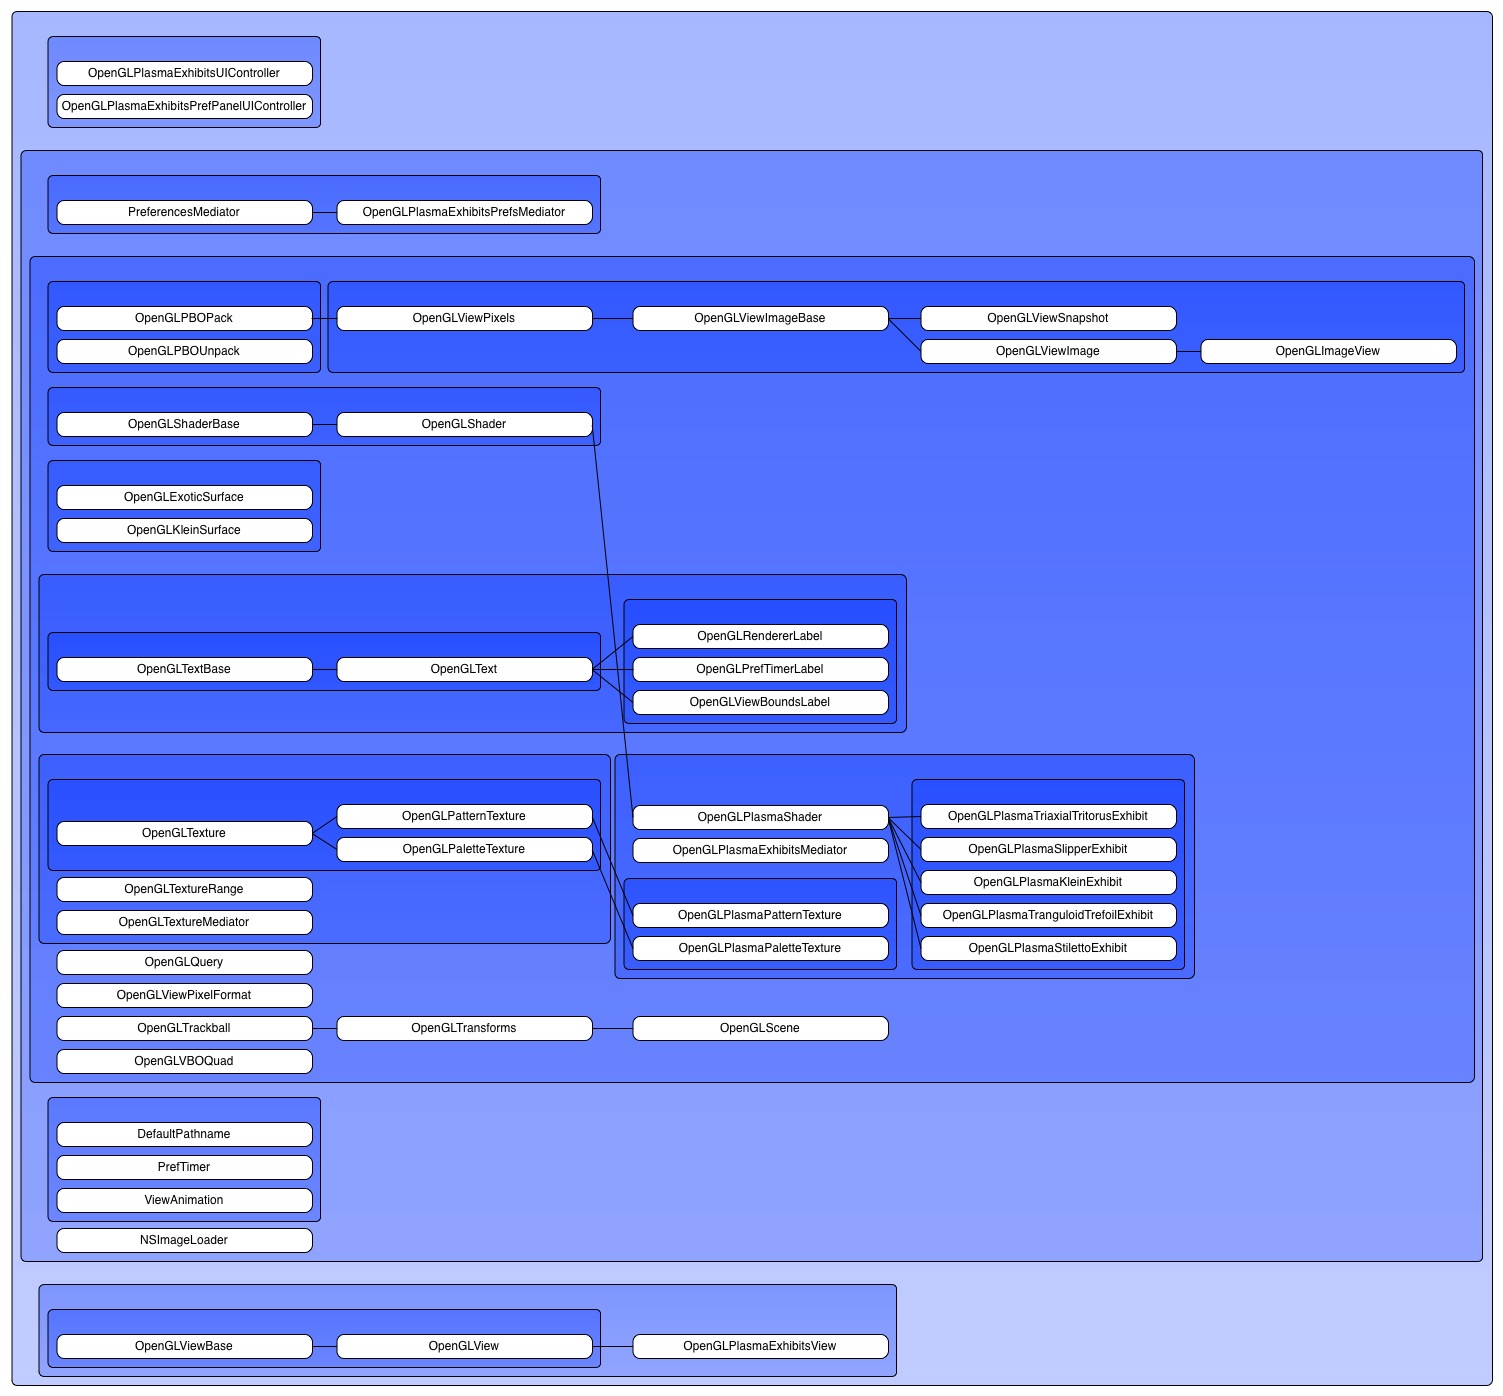 OpenGLPlasmaExhibitsUIController
OpenGLPlasmaExhibitsPrefPanelUIController
PreferencesMediator
OpenGLPlasmaExhibitsPrefsMediator
OpenGLPBOPack
OpenGLViewPixels
OpenGLViewImageBase
OpenGLViewSnapshot
OpenGLPBOUnpack
OpenGLViewImage
OpenGLImageView
OpenGLShaderBase
OpenGLShader
OpenGLExoticSurface
OpenGLKleinSurface
OpenGLRendererLabel
OpenGLTextBase
OpenGLText
OpenGLPrefTimerLabel
OpenGLViewBoundsLabel
OpenGLTexture
OpenGLPatternTexture
OpenGLPaletteTexture
OpenGLPlasmaShader
OpenGLPlasmaTriaxialTritorusExhibit
OpenGLPlasmaExhibitsMediator
OpenGLPlasmaSlipperExhibit
OpenGLTextureRange
OpenGLPlasmaKleinExhibit
OpenGLTextureMediator
OpenGLPlasmaPatternTexture
OpenGLPlasmaTranguloidTrefoilExhibit
OpenGLPlasmaPaletteTexture
OpenGLPlasmaStilettoExhibit
OpenGLQuery
OpenGLViewPixelFormat
OpenGLTrackball
OpenGLTransforms
OpenGLScene
OpenGLVBOQuad
DefaultPathname
PrefTimer
ViewAnimation
NSImageLoader
OpenGLViewBase
OpenGLView
OpenGLPlasmaExhibitsView